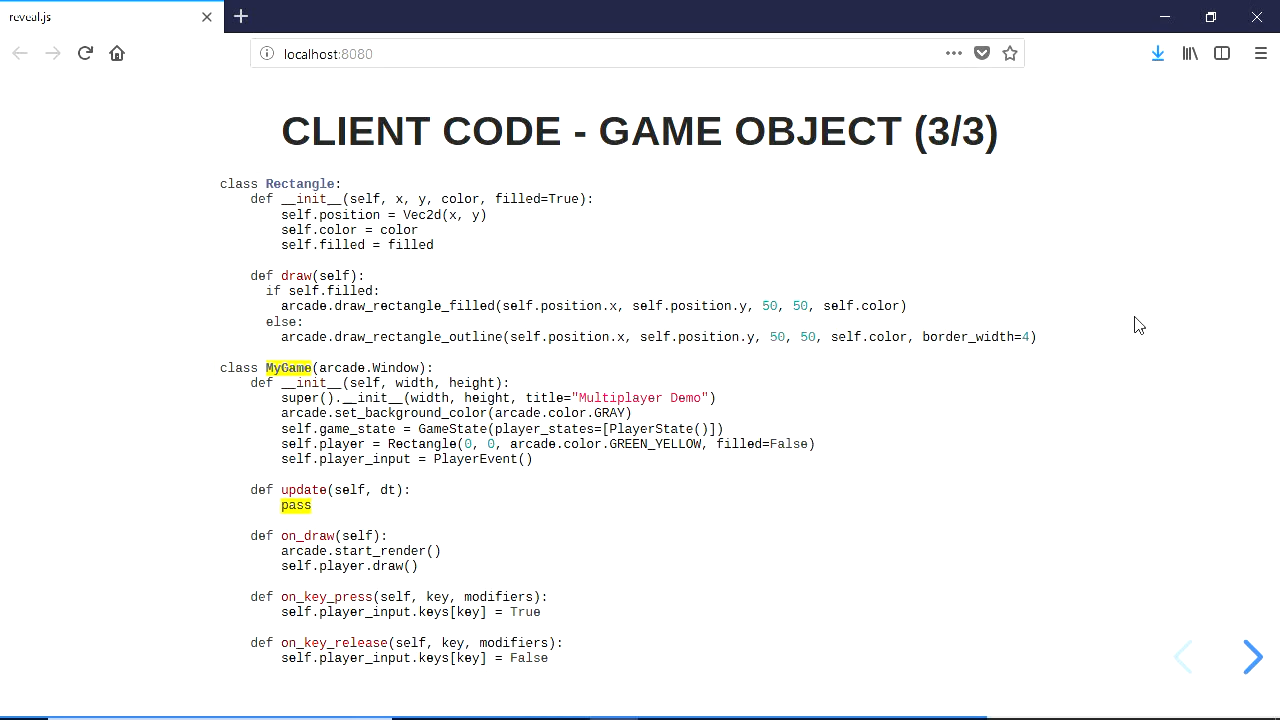 reveal.js
localhost:8080
CLIENT CODE - GAME OBJECT (3/3)
class Rectangle:
    def __init__(self, x, y, color, filled=True):
        self.position = Vec2d(x, y)
        self.color = color
        self.filled = filled
    def draw(self):
      if self.filled:
        arcade.draw_rectangle_filled(self.position.x, self.position.y, 50, 50, self.color)
      else:
        arcade.draw_rectangle_outline(self.position.x, self.position.y, 50, 50, self.color, border_width=4)
class MyGame(arcade.Window):
    def __init__(self, width, height):
        super().__init__(width, height, title="Multiplayer Demo")
        arcade.set_background_color(arcade.color.GRAY)
        self.game_state = GameState(player_states=[PlayerState()])
        self.player = Rectangle(0, 0, arcade.color.GREEN_YELLOW, filled=False)
        self.player_input = PlayerEvent()
    def update(self, dt):
        pass
    def on_draw(self):
        arcade.start_render()
        self.player.draw()
    def on_key_press(self, key, modifiers):
        self.player_input.keys[key] = True
    def on_key_release(self, key, modifiers):
        self.player_input.keys[key] = False